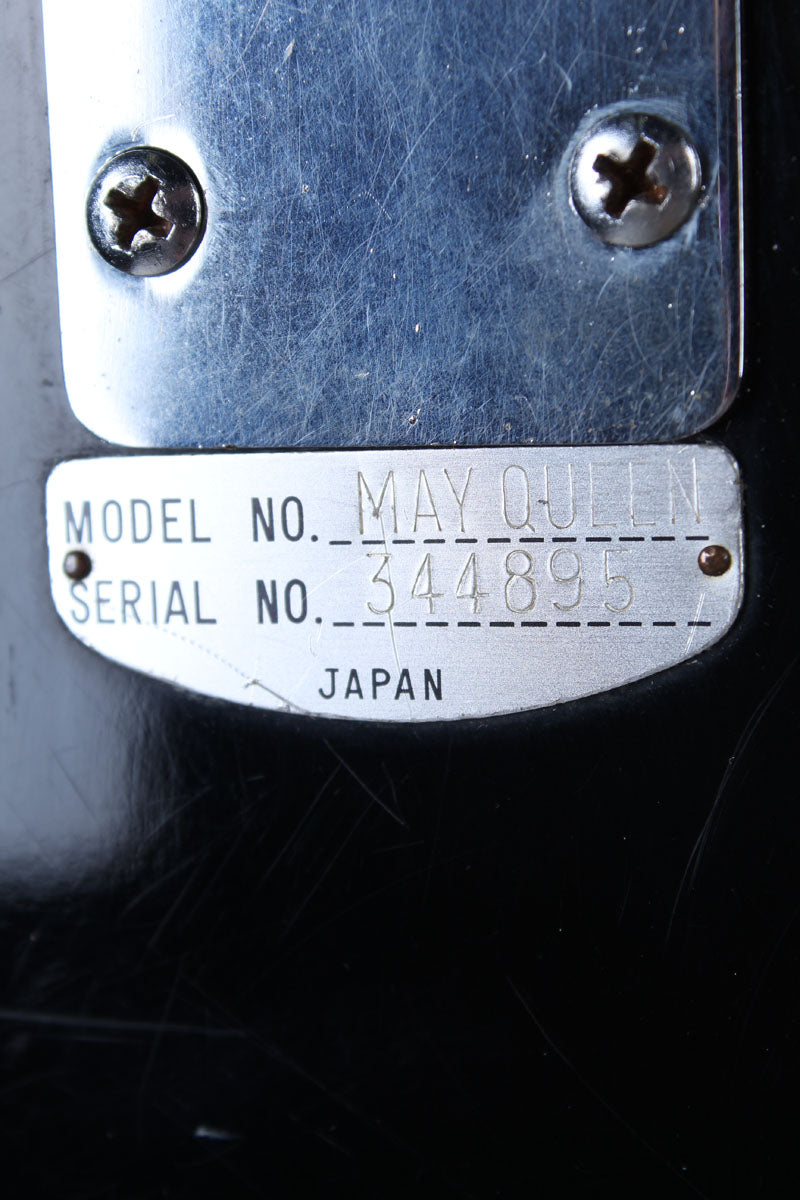 MODEL NO. MAY QUEEN
SERIAL NO. 344895
JAPAN